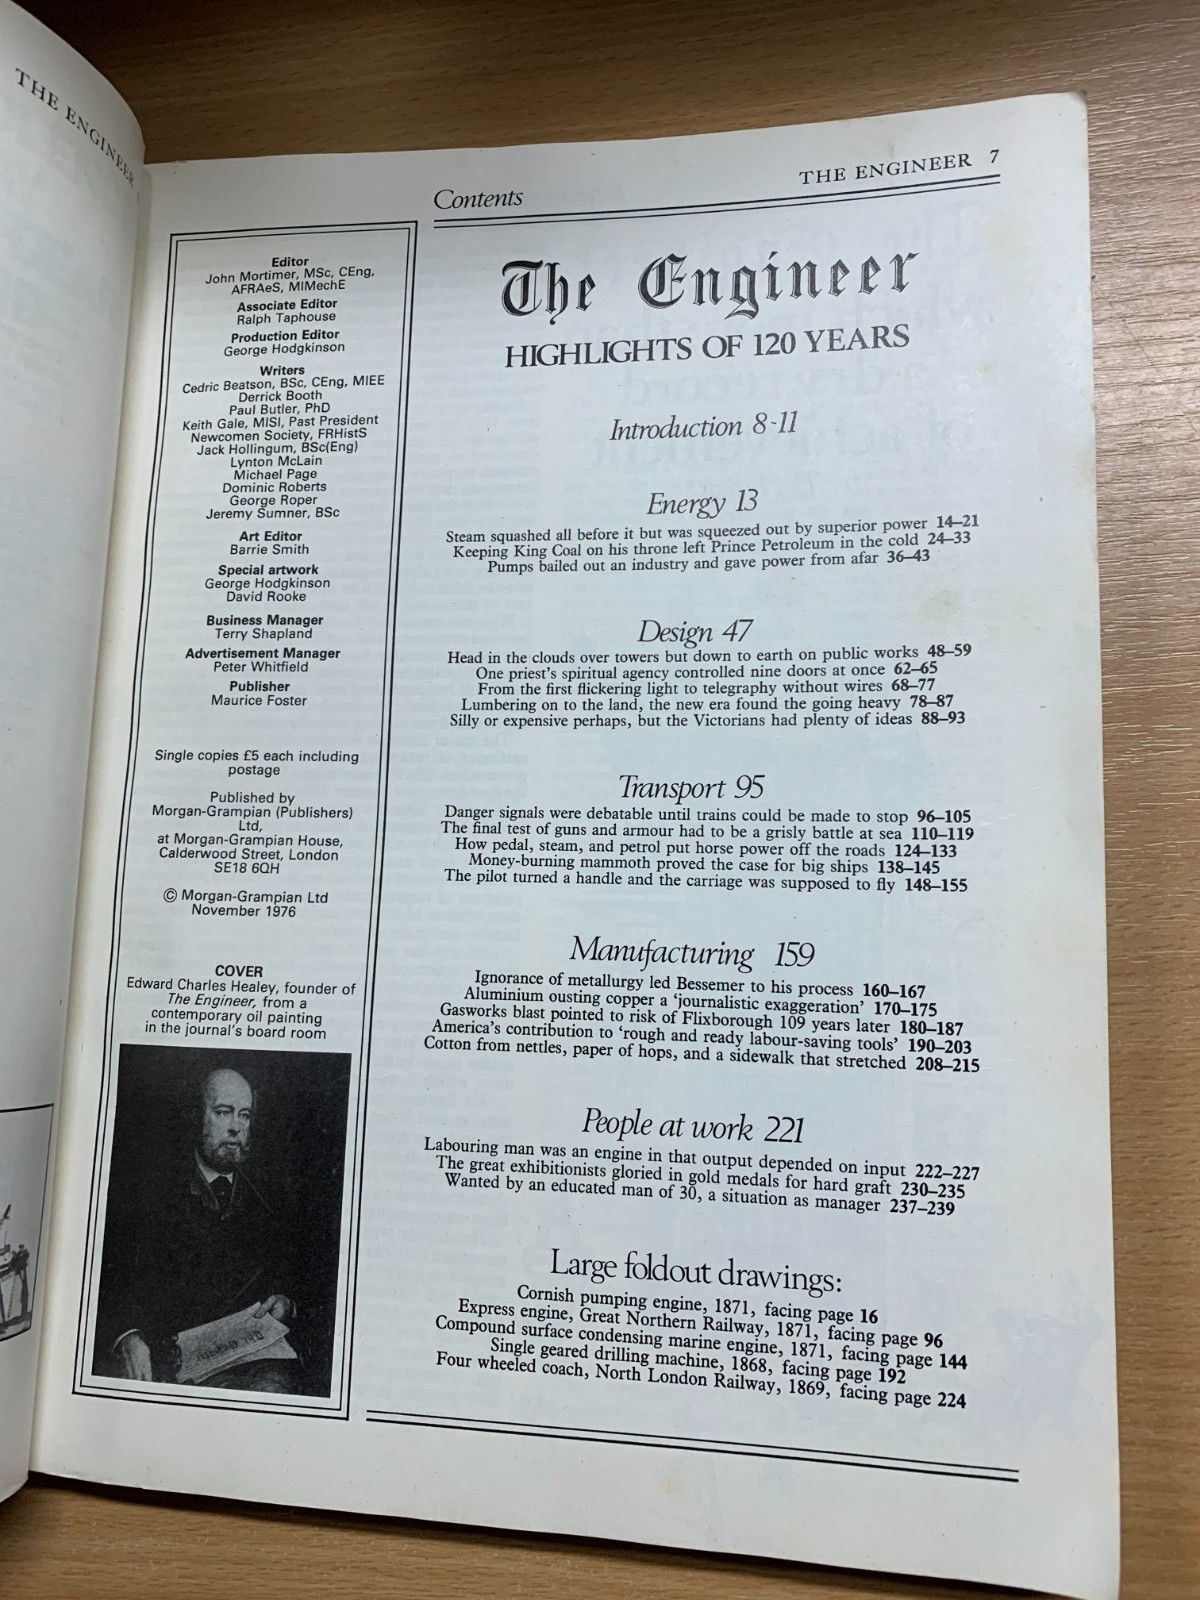 THE ENGINEER
Contents
THE ENGINEER 7
Editor
John Mortimer, MSc, CEng,
AFRAeS, MIMechE
Associate Editor
Ralph Taphouse
Production Editor
George Hodgkinson
Writers
Cedric Beatson, BSc, CEng, MIEE
Derrick Booth
Paul Butler, PhD
Keith Gale, MISI, Past President
Newcomen Society, FRHistS
Jack Hollingum, BSc(Eng)
Lynton McLain
Michael Page
Dominic Roberts
George Roper
Jeremy Sumner, BSc
Art Editor
Barrie Smith
Special artwork
George Hodgkinson
David Rooke
Business Manager
Terry Shapland
Advertisement Manager
Peter Whitfield
Publisher
Maurice Foster
Single copies £5 each including
postage
Published by
Morgan-Grampian (Publishers)
Ltd,
at Morgan-Grampian House,
Calderwood Street, London
SE18 6QH
© Morgan-Grampian Ltd
November 1976
COVER
Edward Charles Healey, founder of
The Engineer, from a
contemporary oil painting
in the journal's board room
The Engineer
HIGHLIGHTS OF 120 YEARS
Introduction 8-11
Energy 13
Steam squashed all before it but was squeezed out by superior power 14–21
Keeping King Coal on his throne left Prince Petroleum in the cold 24–33
Pumps bailed out an industry and gave power from afar 36–43
Design 47
Head in the clouds over towers but down to earth on public works 48–59
One priest's spiritual agency controlled nine doors at once 62–65
From the first flickering light to telegraphy without wires 68–77
Lumbering on to the land, the new era found the going heavy 78–87
Silly or expensive perhaps, but the Victorians had plenty of ideas 88–93
Transport 95
Danger signals were debatable until trains could be made to stop 96–105
The final test of guns and armour had to be a grisly battle at sea 110–119
How pedal, steam, and petrol put horse power off the roads 124–133
Money-burning mammoth proved the case for big ships 138–145
The pilot turned a handle and the carriage was supposed to fly 148–155
Manufacturing 159
Ignorance of metallurgy led Bessemer to his process 160–167
Aluminium ousting copper a 'journalistic exaggeration' 170–175
Gasworks blast pointed to risk of Flixborough 109 years later 180–187
America's contribution to 'rough and ready labour-saving tools' 190–203
Cotton from nettles, paper of hops, and a sidewalk that stretched 208–215
People at work 221
Labouring man was an engine in that output depended on input 222–227
The great exhibitionists gloried in gold medals for hard graft 230–235
Wanted by an educated man of 30, a situation as manager 237–239
Large foldout drawings:
Cornish pumping engine, 1871, facing page 16
Express engine, Great Northern Railway, 1871, facing page 96
Compound surface condensing marine engine, 1871, facing page 144
Single geared drilling machine, 1868, facing page 192
Four wheeled coach, North London Railway, 1869, facing page 224